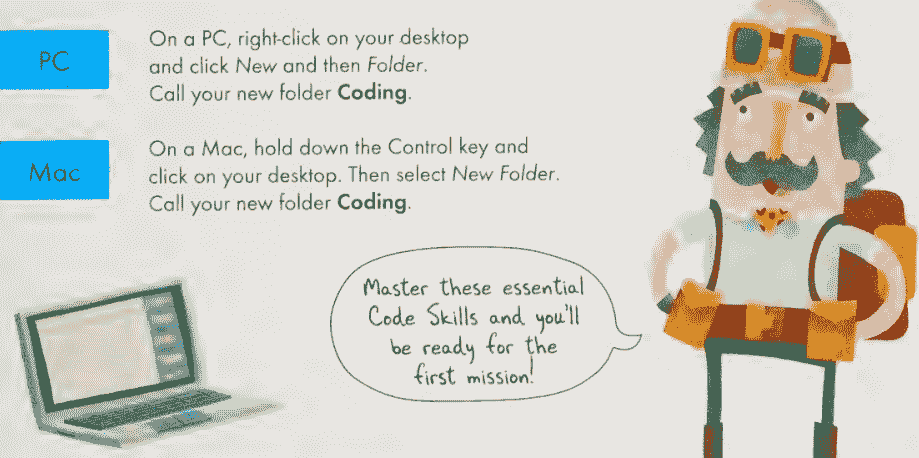 PC
On a PC, right-click on your desktop
and click New and then Folder.
Call your new folder Coding.
Mac
On a Mac, hold down the Control key and
click on your desktop. Then select New Folder.
Call your new folder Coding.
Master these essential
Code Skills and you'll
be ready for the
first mission!